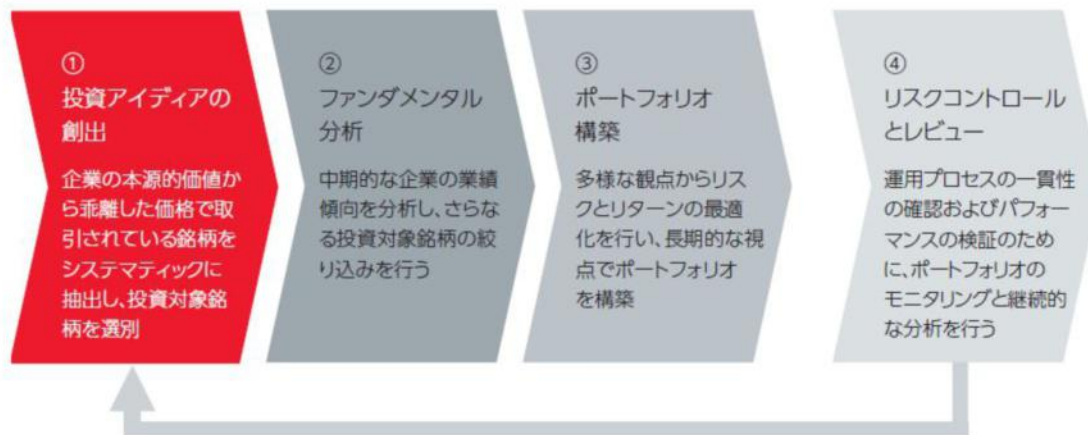 ①
投資アイディアの
創出
企業の本源的価値か
ら乖離した価格で取
引されている銘柄を
システマティックに
抽出し、投資対象銘
柄を選別
②
ファンダメンタル
分析
中期的な企業の業績
傾向を分析し、さらな
る投資対象銘柄の絞
り込みを行う
③
ポートフォリオ
構築
多様な観点からリス
クとリターンの最適
化を行い、長期的な視
点でポートフォリオ
を構築
④
リスクコントロール
とレビュー
運用プロセスの一貫性
の確認およびパフォー
マンスの検証のため
に、ポートフォリオの
モニタリングと継続的
な分析を行う